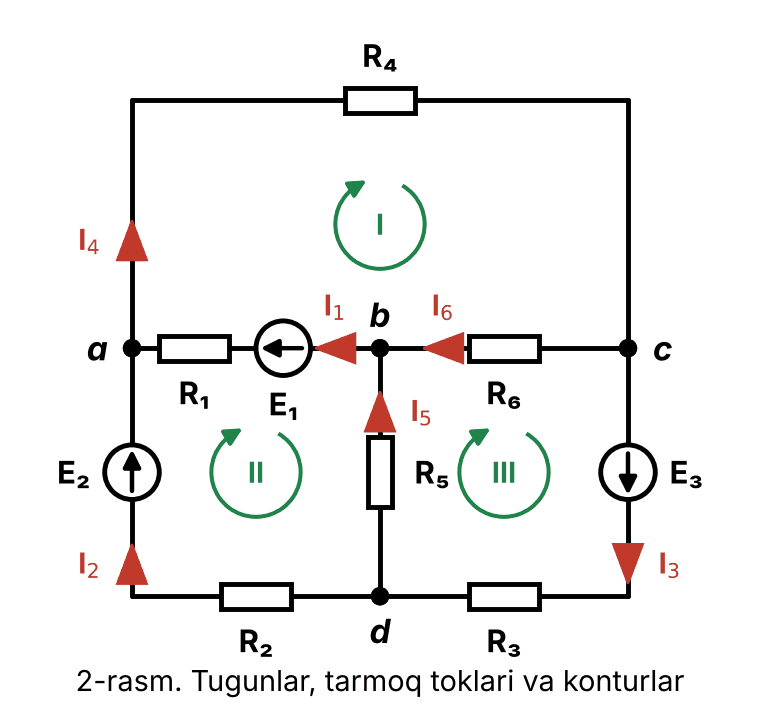 R₄
I₄
I
I₁
b
I₆
a
c
R₁
E₁
R₆
I₅
E₂
II
R₅
III
E₃
I₂
I₃
R₂
d
R₃
2-rasm. Tugunlar, tarmoq toklari va konturlar